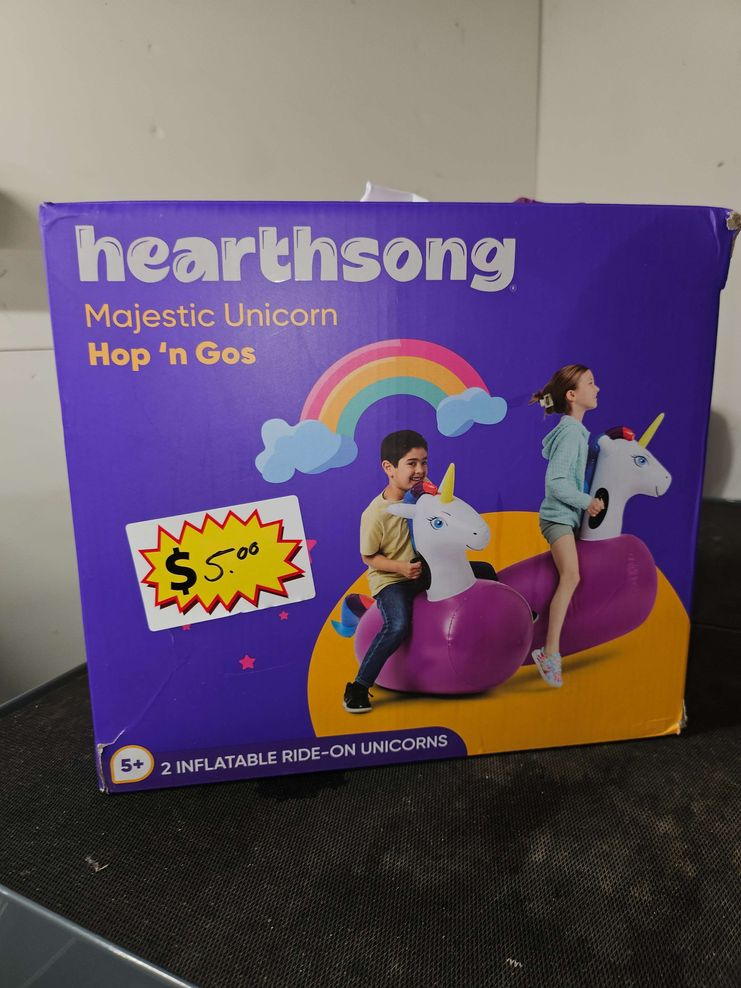 hearthsong
Majestic Unicorn
Hop ‘n Gos
$5.00
5+
2 INFLATABLE RIDE-ON UNICORNS